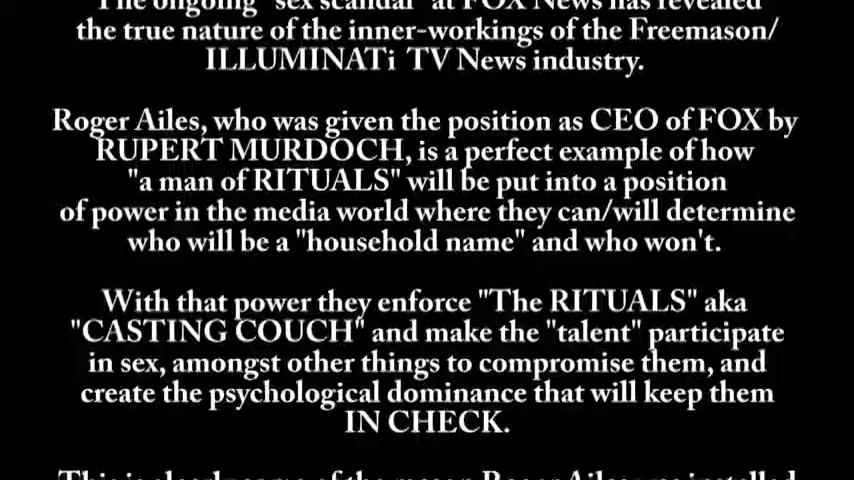 The ongoing "sex scandal" at FOX News has revealed
the true nature of the inner-workings of the Freemason/
ILLUMINATi TV News industry.
Roger Ailes, who was given the position as CEO of FOX by
RUPERT MURDOCH, is a perfect example of how
"a man of RITUALS" will be put into a position
of power in the media world where they can/will determine
who will be a "household name" and who won't.
With that power they enforce "The RITUALS" aka
"CASTING COUCH" and make the "talent" participate
in sex, amongst other things to compromise them, and
create the psychological dominance that will keep them
IN CHECK.
This is clearly some of the reason Roger Ailes was installed